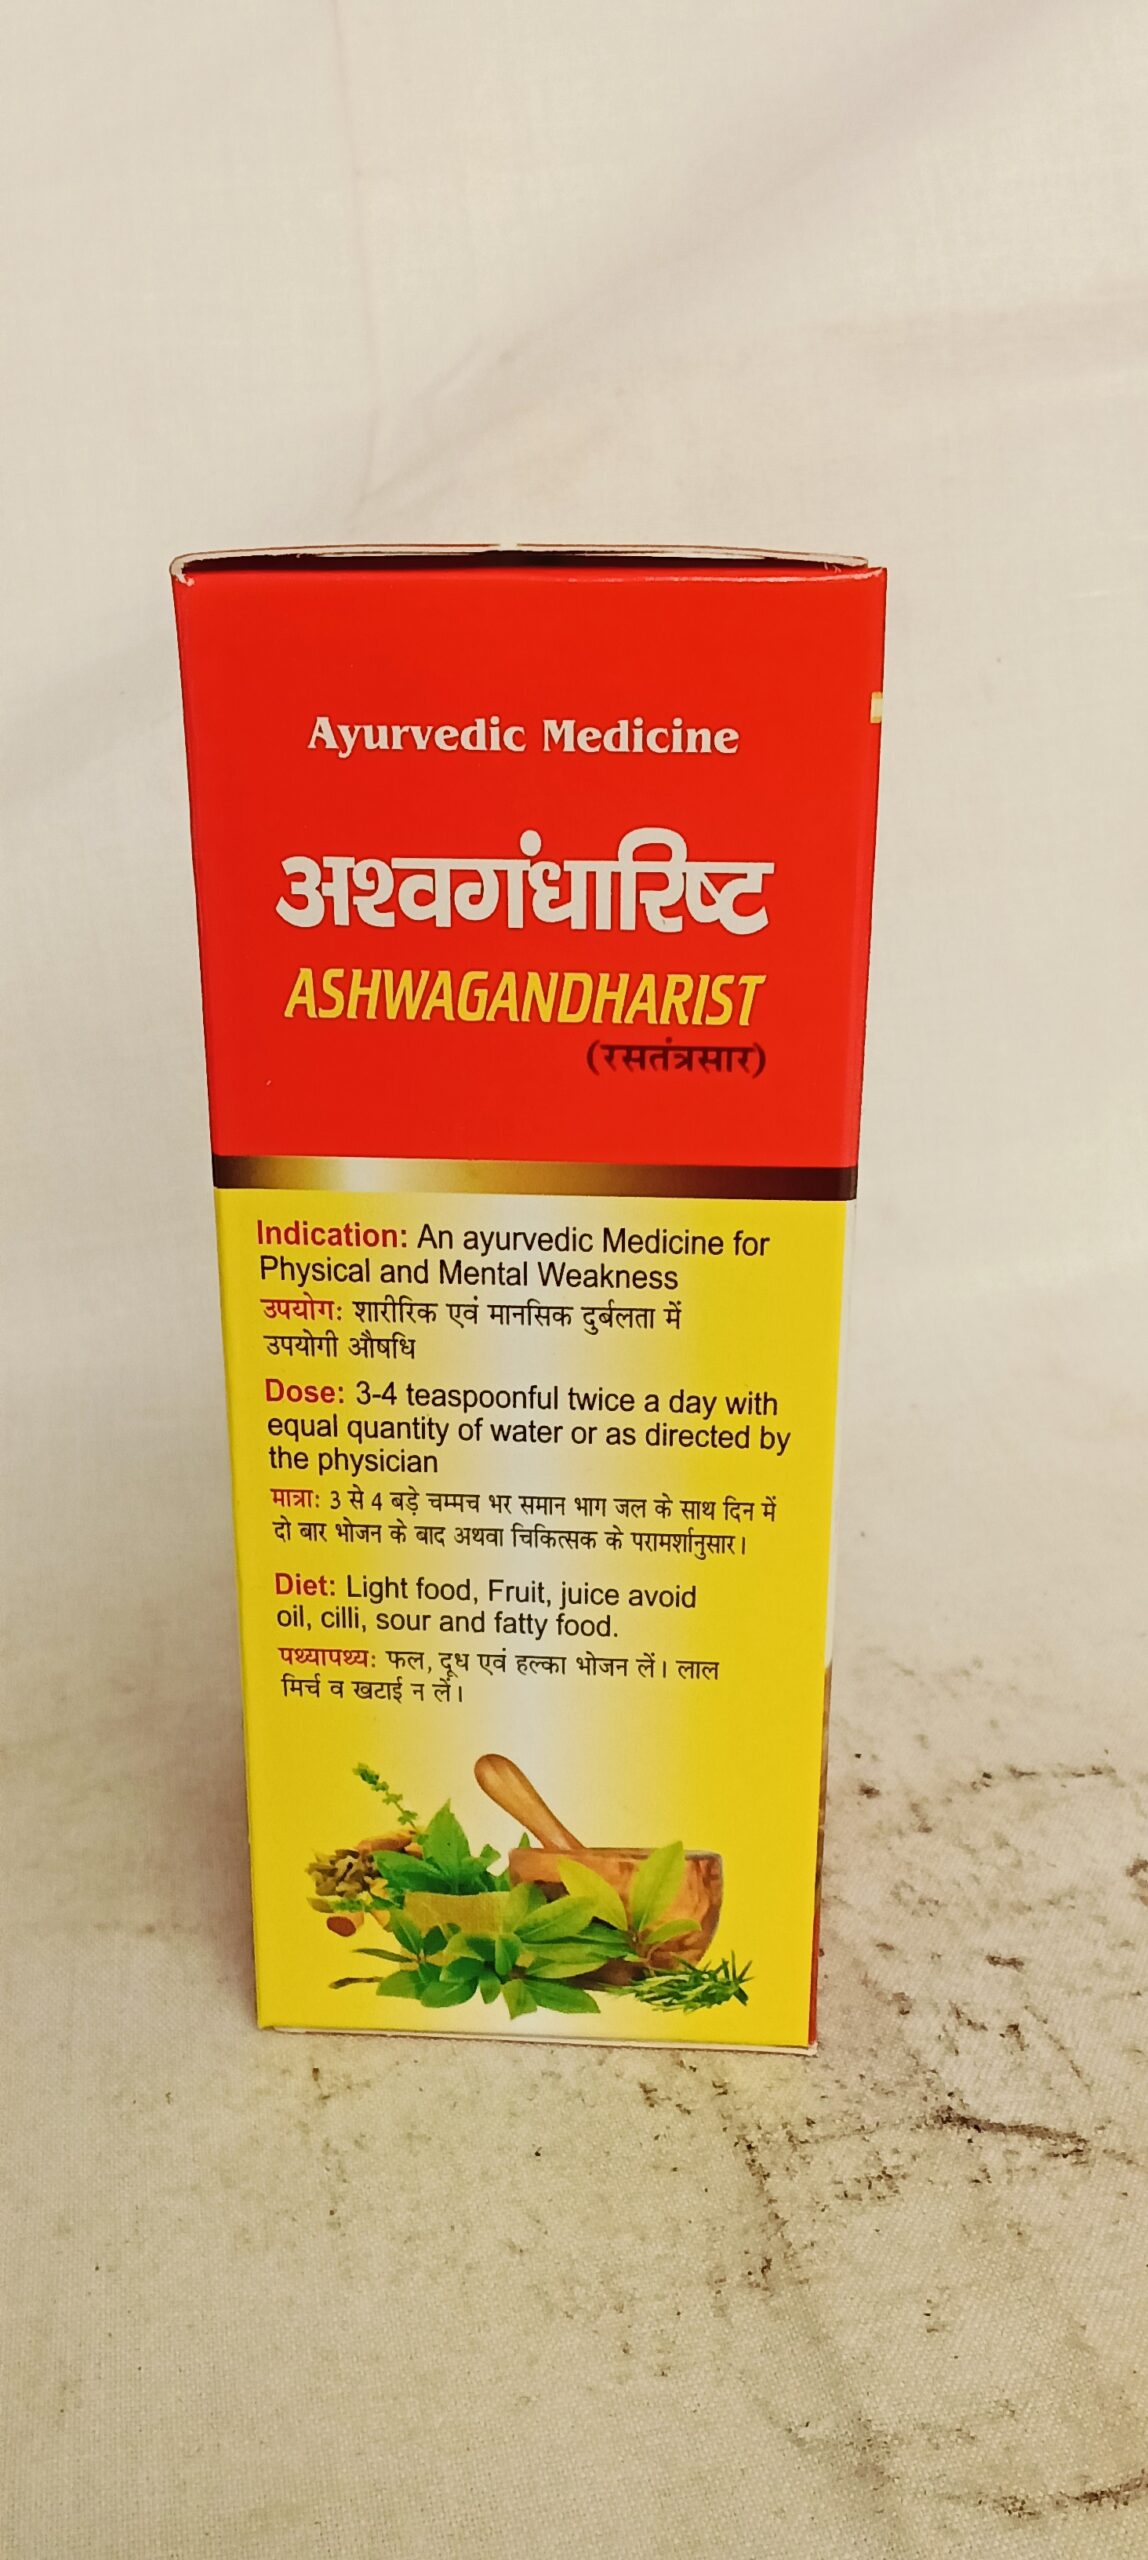 Ayurvedic Medicine
अश्वगंधारिष्ट
ASHWAGANDHARIST
(रसतंत्रसार)
Indication: An ayurvedic Medicine for
Physical and Mental Weakness
उपयोग: शारीरिक एवं मानसिक दुर्बलता में
उपयोगी औषधि
Dose: 3-4 teaspoonful twice a day with
equal quantity of water or as directed by
the physician
मात्रा: 3 से 4 बड़े चम्मच भर समान भाग जल के साथ दिन में
दो बार भोजन के बाद अथवा चिकित्सक के परामर्शानुसार।
Diet: Light food, Fruit, juice avoid
oil, cilli, sour and fatty food.
पथ्यापथ्य: फल, दूध एवं हल्का भोजन लें। लाल
मिर्च व खटाई न लें।